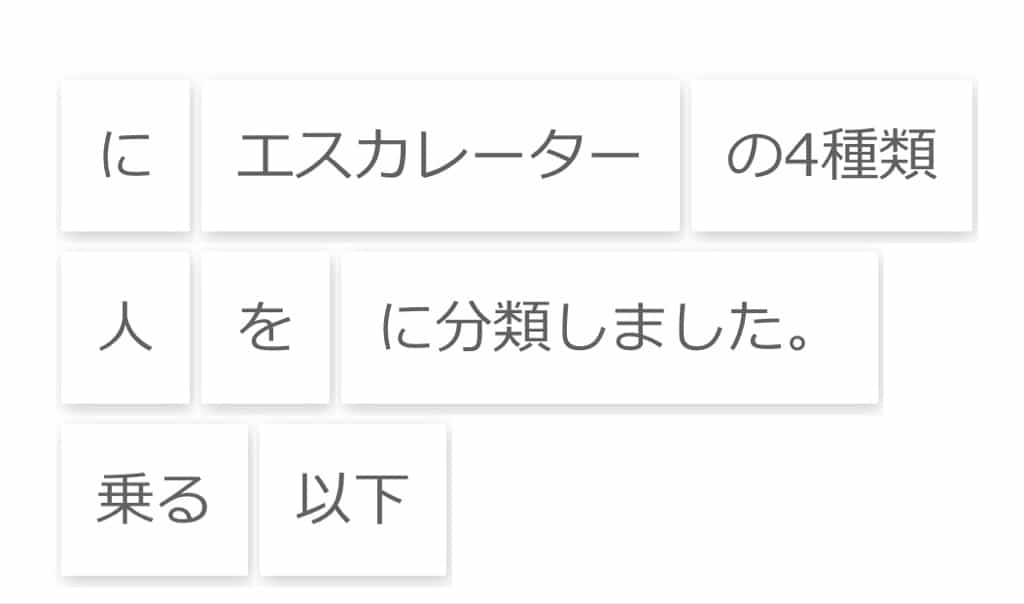 に エスカレーター の4種類
人 を に分類しました。
乗る 以下